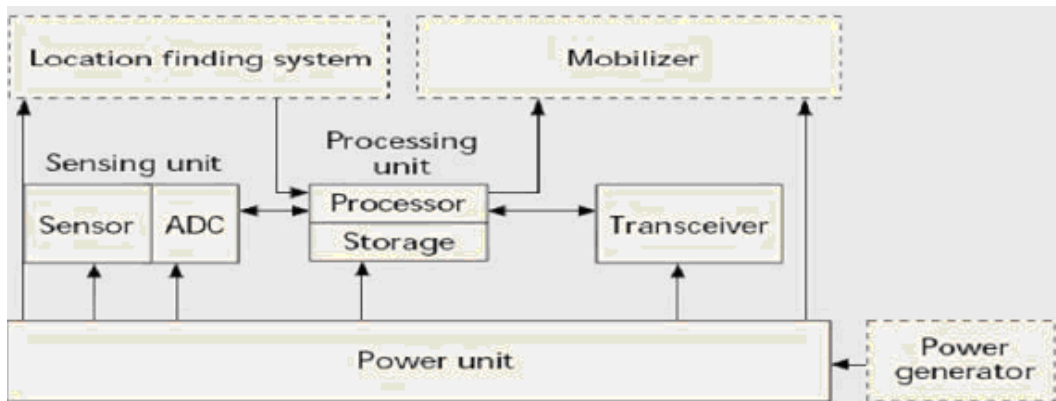 Location finding system
Mobilizer
Sensing unit
Processing
unit
Sensor
ADC
Processor
Storage
Transceiver
Power unit
Power
generator